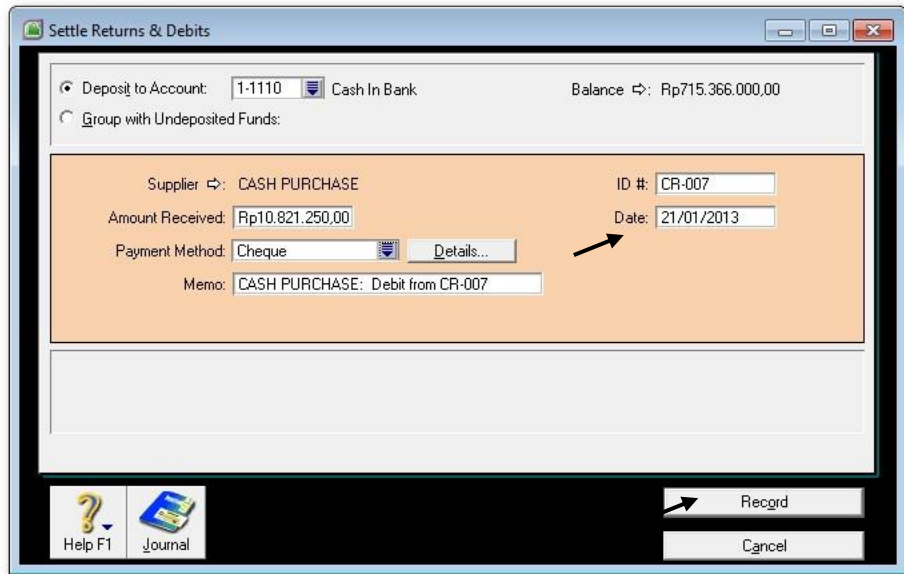 Settle Returns & Debits
Deposit to Account: 1-1110 Cash In Bank Balance ⇨: Rp715.366.000,00
Group with Undeposited Funds:
Supplier ⇨: CASH PURCHASE ID #: CR-007
Amount Received: Rp10.821.250,00 Date: 21/01/2013
Payment Method: Cheque Details...
Memo: CASH PURCHASE: Debit from CR-007
Record
Help F1 Journal
Cancel